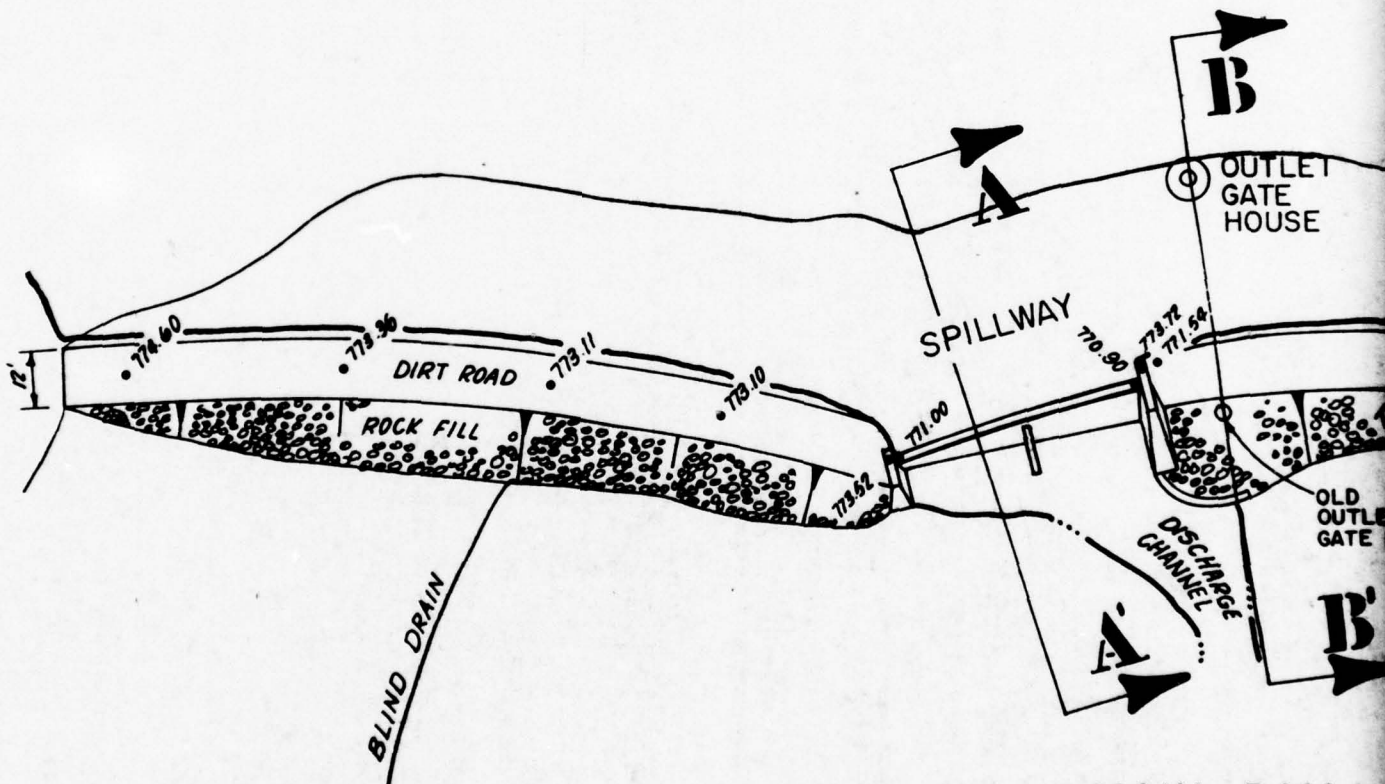 B
A
OUTLET
GATE
HOUSE
SPILLWAY
774.60
773.36
773.11
773.10
771.00
770.90
773.72
771.54
12'
DIRT ROAD
ROCK FILL
773.52
OLD
OUTLE
GATE
DISCHARGE
CHANNEL
BLIND DRAIN
A'
B'